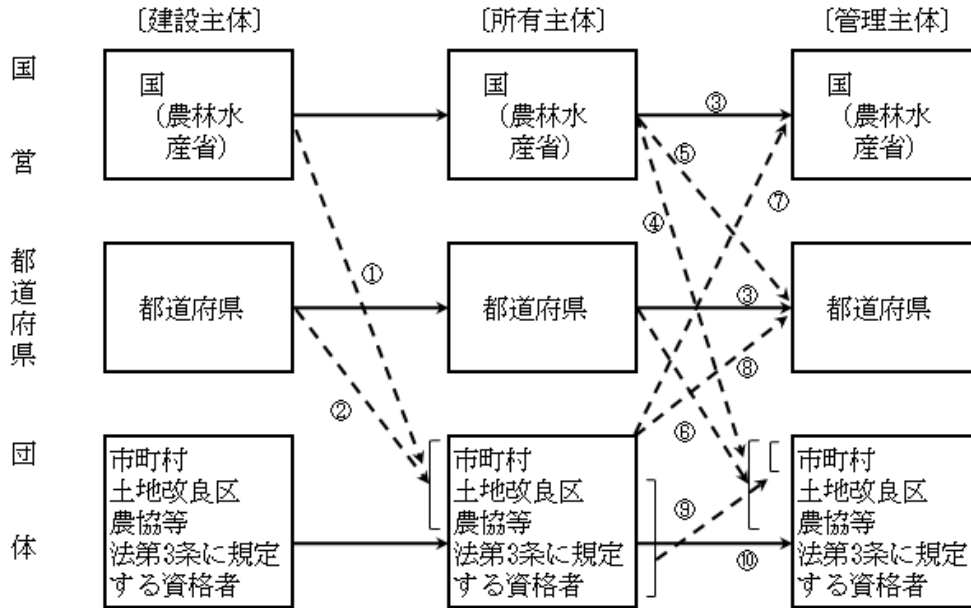 〔建設主体〕
〔所有主体〕
〔管理主体〕
国
営
国
(農林水
産省)
国
(農林水
産省)
国
(農林水
産省)
③
⑤
④
⑦
都
道
府
県
都道府県
都道府県
都道府県
①
②
③
⑧
⑥
団
体
市町村
土地改良区
農協等
法第3条に規定
する資格者
市町村
土地改良区
農協等
法第3条に規定
する資格者
市町村
土地改良区
農協等
法第3条に規定
する資格者
⑨
⑩